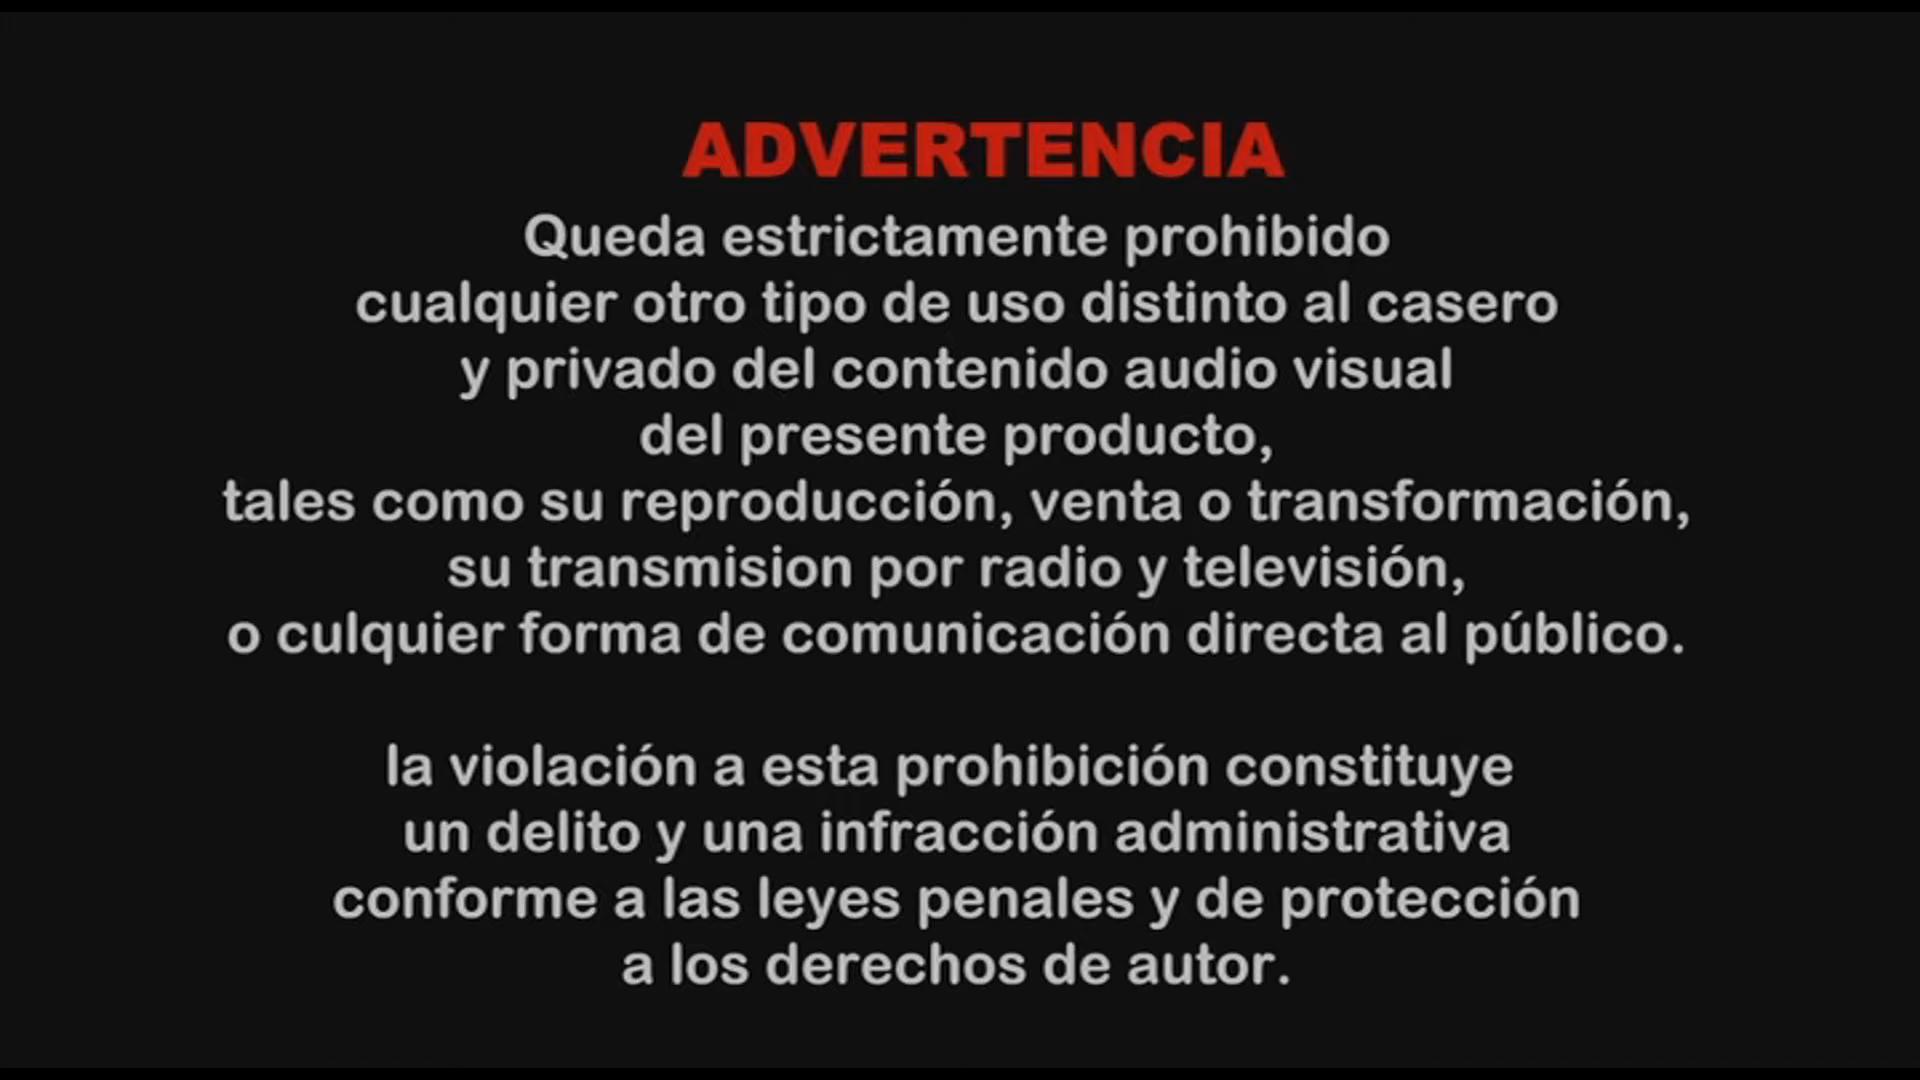 ADVERTENCIA
Queda estrictamente prohibido
cualquier otro tipo de uso distinto al casero
y privado del contenido audio visual
del presente producto,
tales como su reproducción, venta o transformación,
su transmision por radio y televisión,
o culquier forma de comunicación directa al público.
la violación a esta prohibición constituye
un delito y una infracción administrativa
conforme a las leyes penales y de protección
a los derechos de autor.